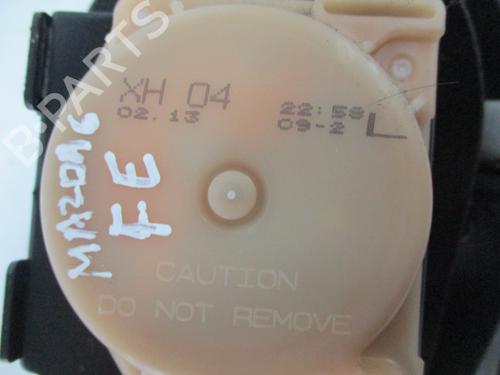 B-PARTS
XH 04
02.13
22:58
09-2
L
MAZDA 6
FE
CAUTION
DO NOT REMOVE